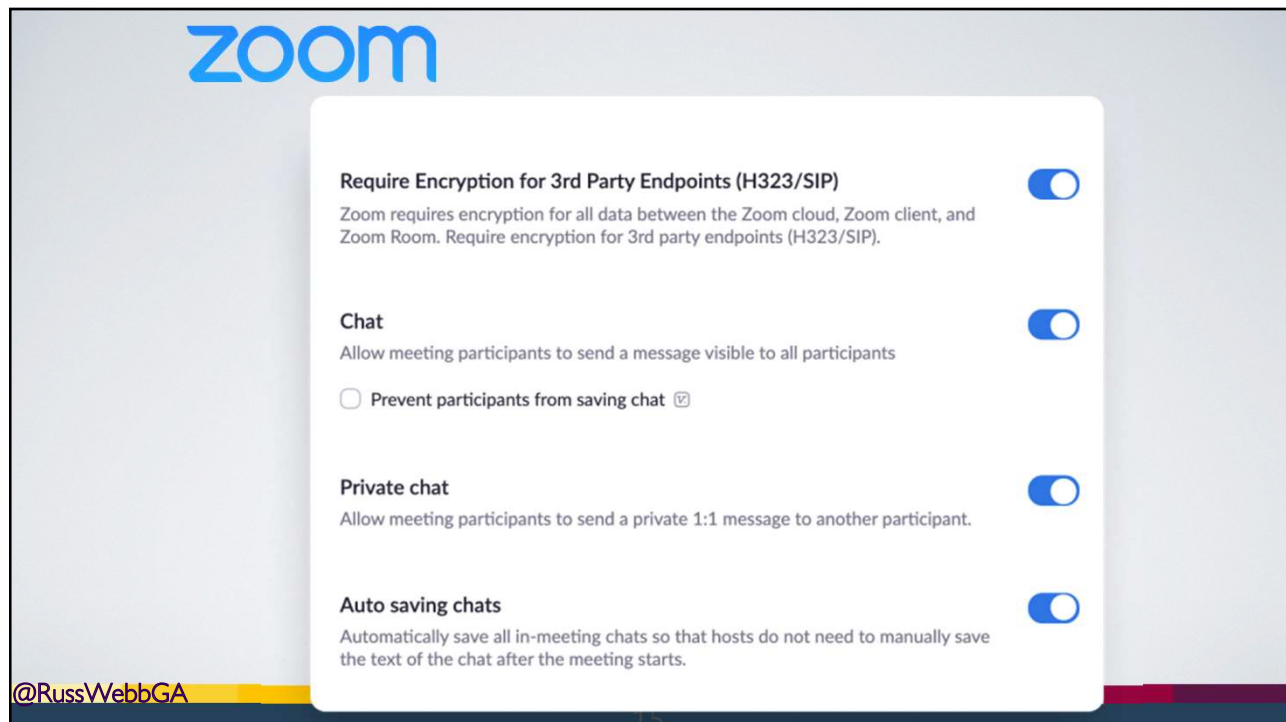 zoom
Require Encryption for 3rd Party Endpoints (H323/SIP)
Zoom requires encryption for all data between the Zoom cloud, Zoom client, and
Zoom Room. Require encryption for 3rd party endpoints (H323/SIP).
Chat
Allow meeting participants to send a message visible to all participants
Prevent participants from saving chat
Private chat
Allow meeting participants to send a private 1:1 message to another participant.
Auto saving chats
Automatically save all in-meeting chats so that hosts do not need to manually save
the text of the chat after the meeting starts.
@RussWebbGA
15